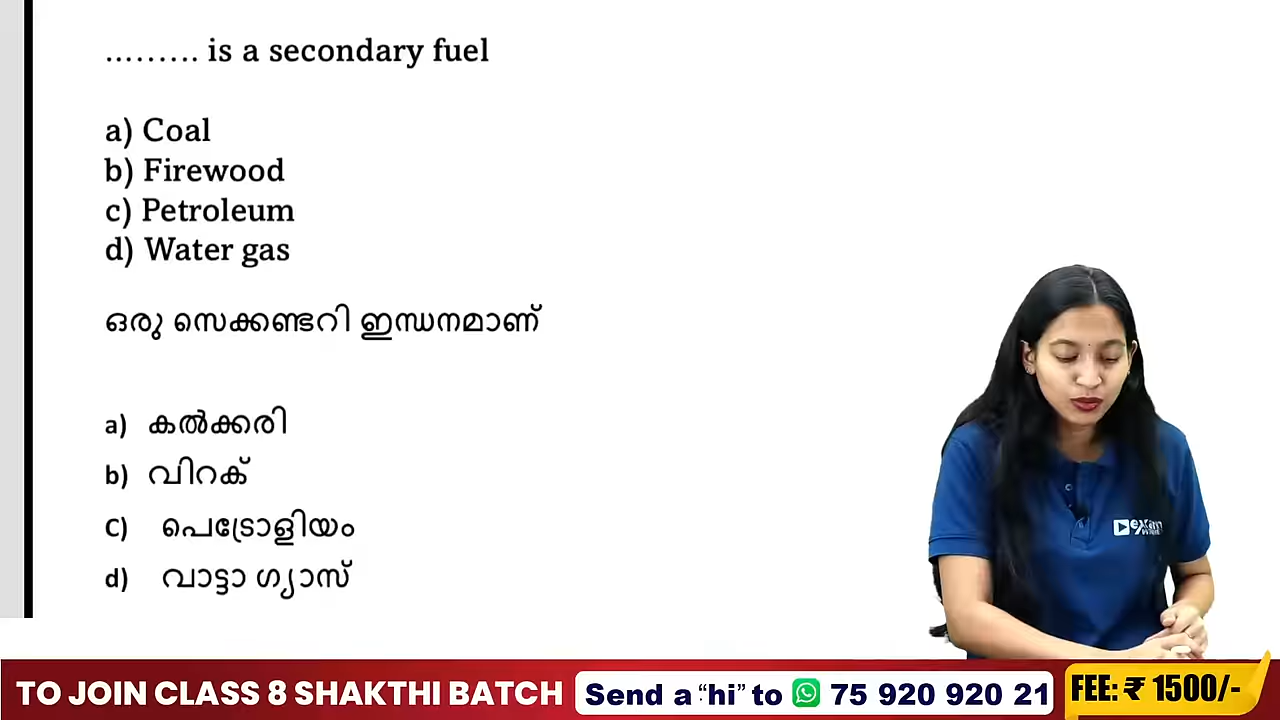 ......... is a secondary fuel
a) Coal
b) Firewood
c) Petroleum
d) Water gas
ഒരു സെക്കണ്ടറി ഇന്ധനമാണ്
a) കൽക്കരി
b) വിറക്
C) പെട്രോളിയം
d) വാട്ടാ ഗ്യാസ്
TO JOIN CLASS 8 SHAKTHI BATCH
Send a “hi” to 75 920 920 21
FEE: ₹ 1500/-